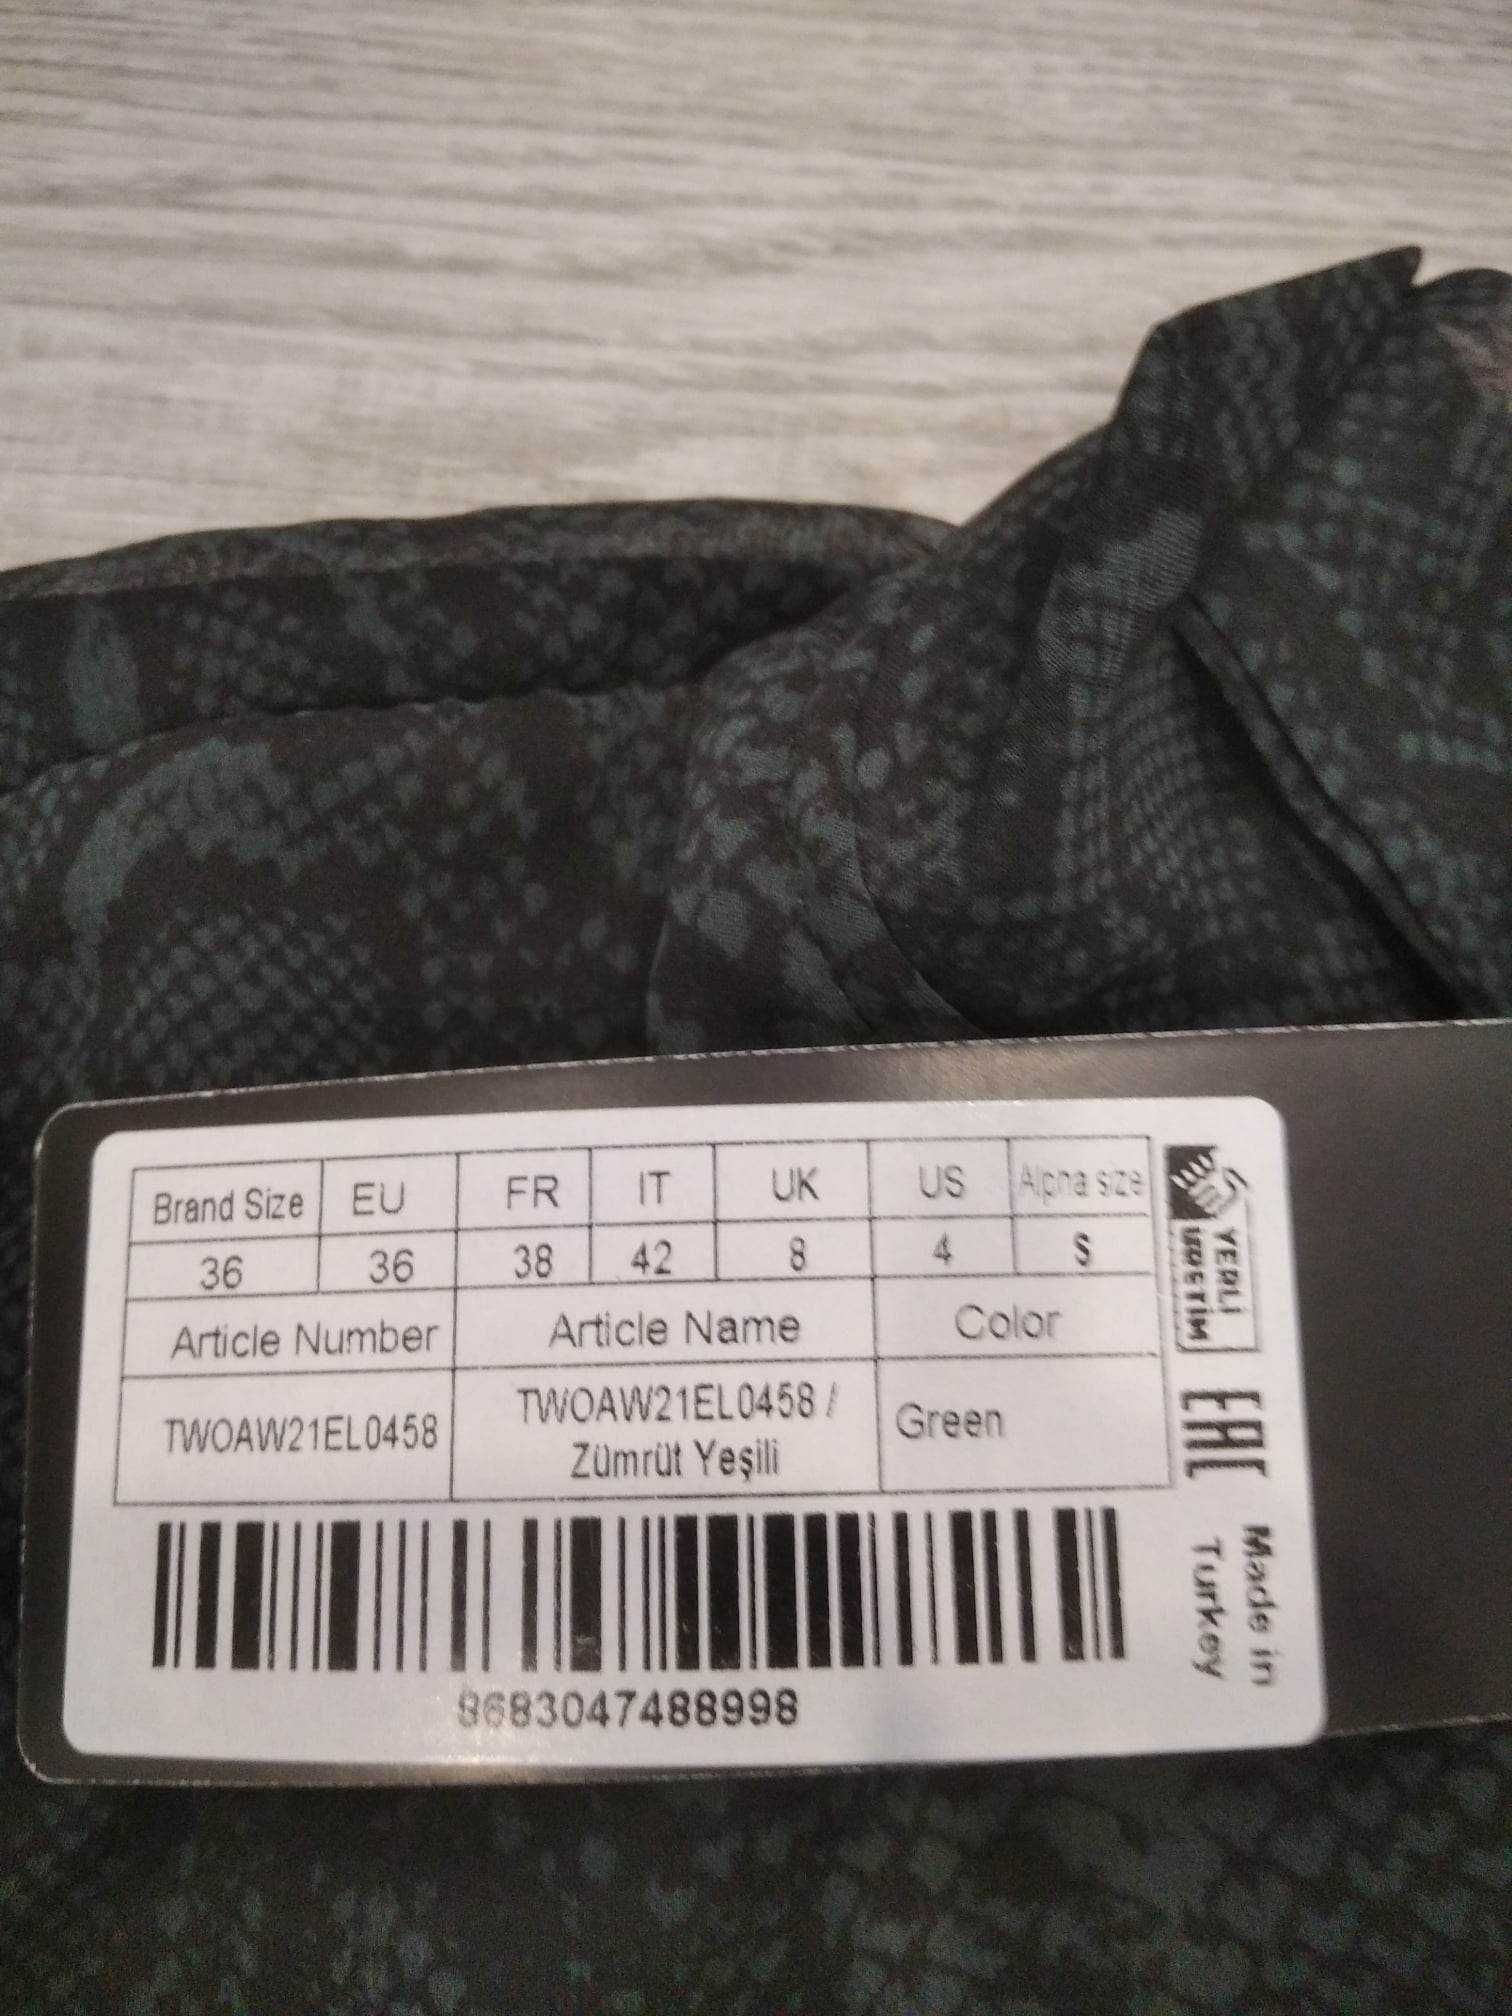 Brand Size EU FR IT UK US Alpha size
36 36 38 42 8 4 S
Article Number Article Name Color
TWOAW21EL0458 TWOAW21EL0458 / Zümrüt Yeşili Green
8683047488998
YERLİ
ÜRETİM
EAC
Made in
Turkey